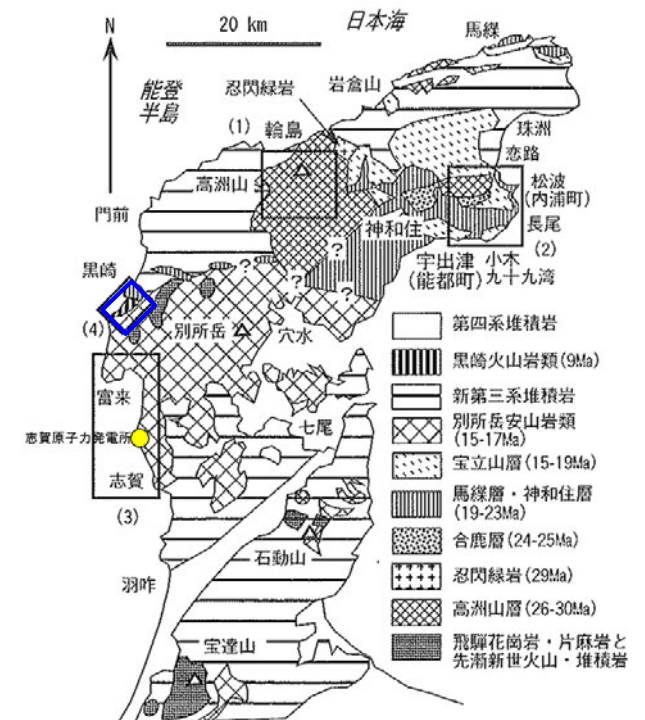 N
20 km
日本海
馬緤
能登
半島
忍閃緑岩
岩倉山
(1)
輪島
珠洲
恋路
高洲山
松波
(内浦町)
門前
神和住
長尾
?
(2)
宇出津
(能都町)
小木
九十九湾
黒崎
?
?
?
(4)
別所岳
穴水
富来
七尾
志賀原子力発電所
志賀
(3)
石動山
羽咋
宝達山
第四系堆積岩
黒崎火山岩類(9Ma)
新第三系堆積岩
別所岳安山岩類
(15-17Ma)
宝立山層(15-19Ma)
馬緤層・神和住層
(19-23Ma)
合鹿層(24-25Ma)
忍閃緑岩(29Ma)
高洲山層(26-30Ma)
飛騨花崗岩・片麻岩と
先漸新世火山・堆積岩